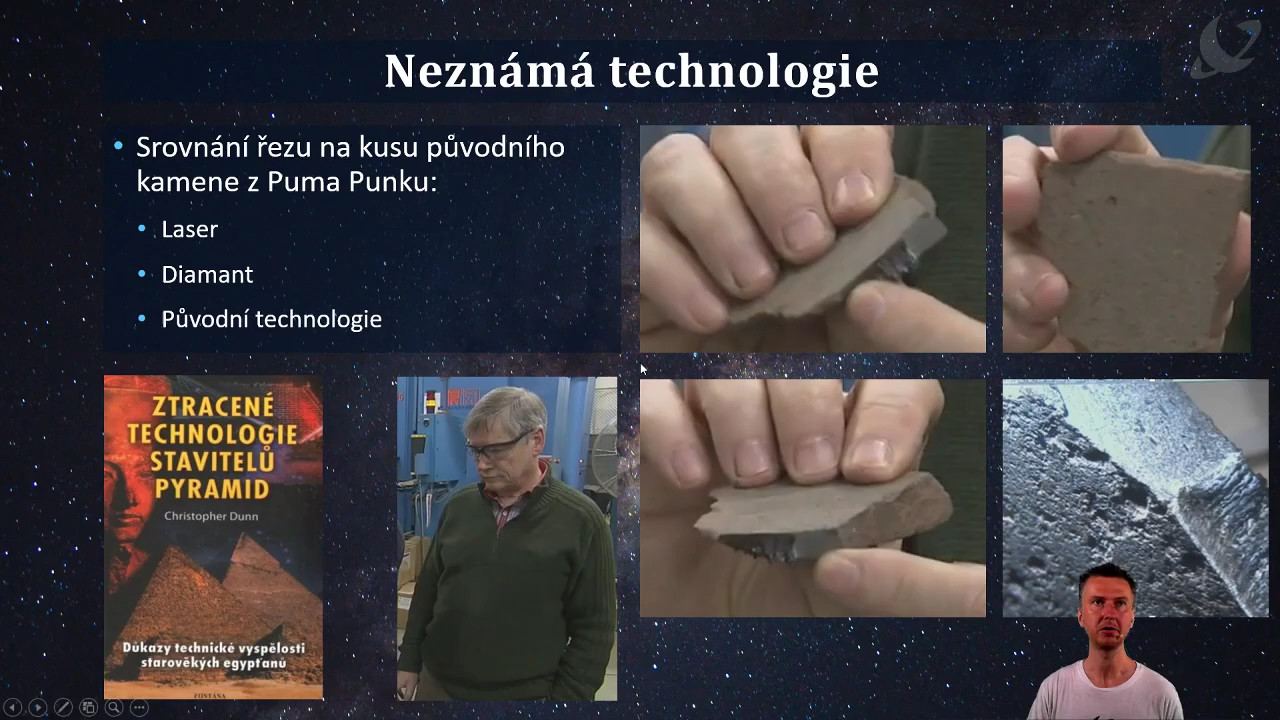 Neznámá technologie
Srovnání řezu na kusu původního
kamene z Puma Punku:
Laser
Diamant
Původní technologie
ZTRACENÉ
TECHNOLOGIE
STAVITELŮ
PYRAMID
Christopher Dunn
Důkazy technické vyspělosti
starověkých egypťanů
FONTÁNA